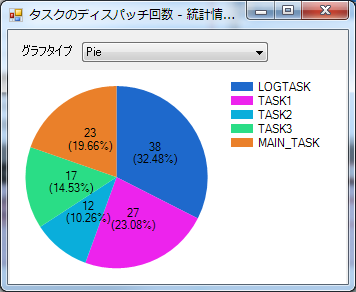 タスクのディスパッチ回数 - 統計情...
グラフタイプ
Pie
38
(32.48%)
27
(23.08%)
12
(10.26%)
17
(14.53%)
23
(19.66%)
LOGTASK
TASK1
TASK2
TASK3
MAIN_TASK